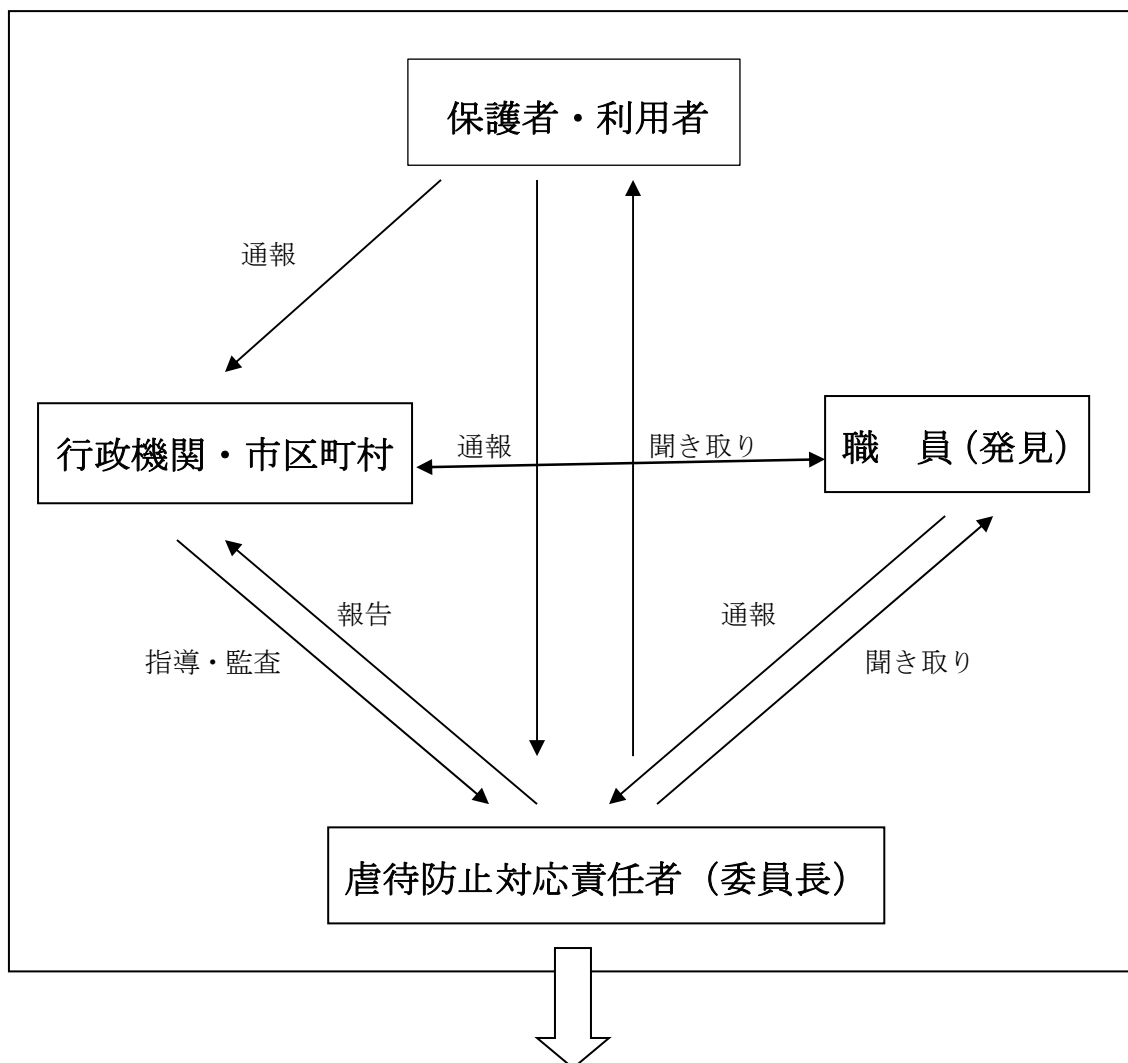 保護者・利用者
通報
行政機関・市区町村
通報
聞き取り
職　員（発見）
報告
指導・監査
通報
聞き取り
虐待防止対応責任者（委員長）